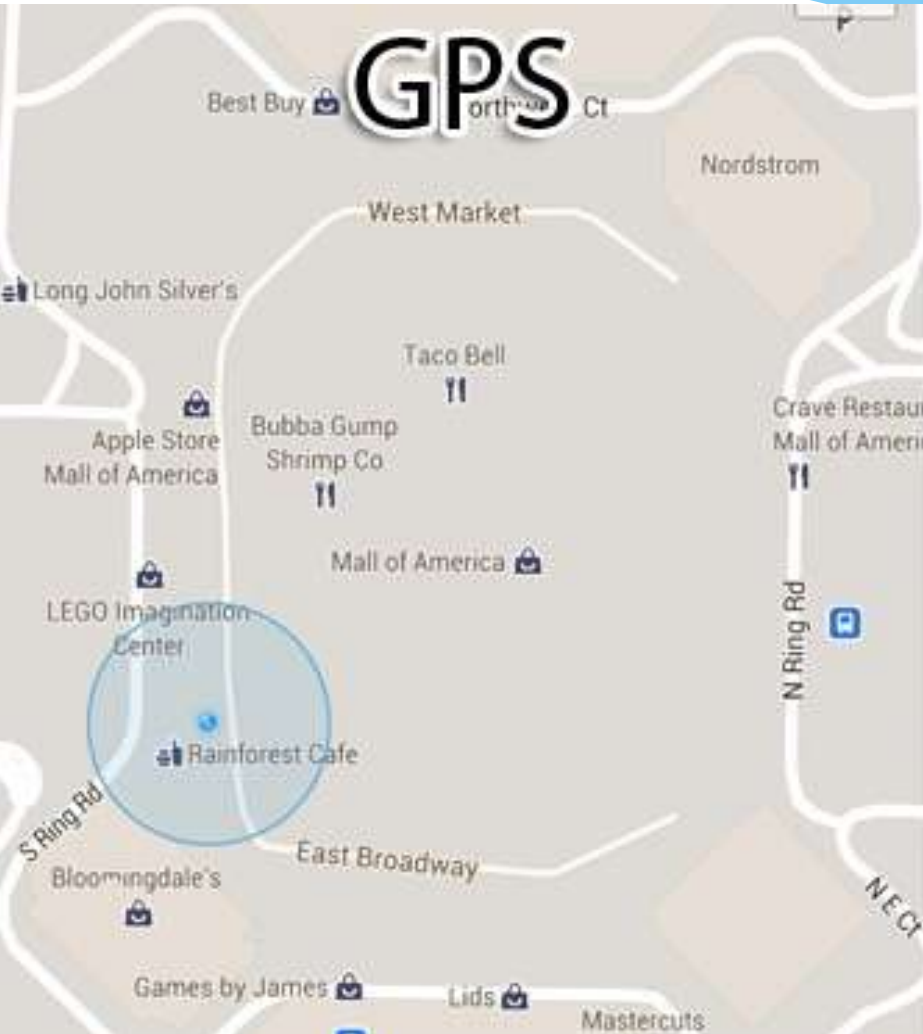 P
GPS
Best Buy
Ct
Nordstrom
West Market
Long John Silver's
Taco Bell
Apple Store
Mall of America
Bubba Gump
Shrimp Co
Crave Restau
Mall of Ameri
Mall of America
LEGO Imagination
Center
N Ring Rd
Rainforest Cafe
S Ring Rd
East Broadway
Bloomingdale's
N E Ct
Games by James
Lids
Mastercuts